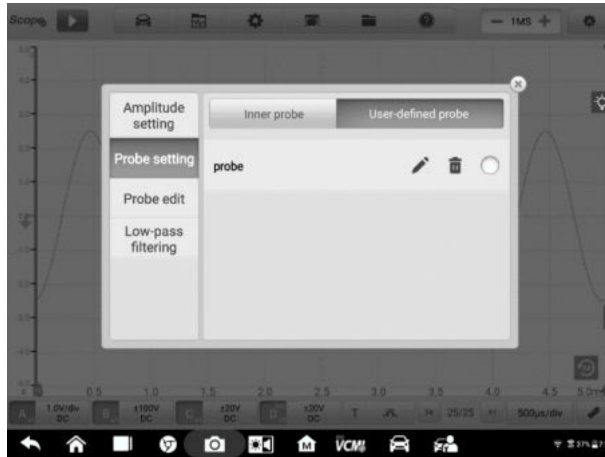 Scope
1MS
Amplitude
setting
Probe setting
Probe edit
Low-pass
filtering
Inner probe
User-defined probe
probe
0.5
1.0
1.5
2.0
2.5
3.0
3.5
4.0
4.5
A
1.0V/div
DC
B
±100V
DC
C
±20V
DC
D
±20V
DC
T
25/25
500μs/div
VCMI